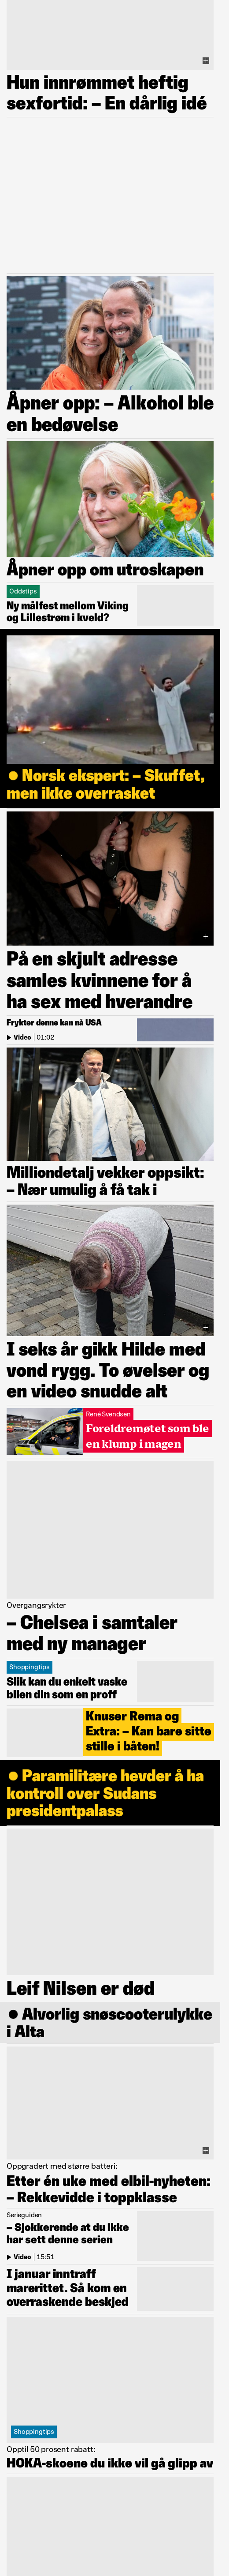 Hun innrømmet heftig
sexfortid: – En dårlig idé
Åpner opp: – Alkohol ble
en bedøvelse
Åpner opp om utroskapen
Oddstips
Ny målfest mellom Viking
og Lillestrøm i kveld?
● Norsk ekspert: – Skuffet,
men ikke overrasket
På en skjult adresse
samles kvinnene for å
ha sex med hverandre
Frykter denne kan nå USA
Video | 01:02
Milliondetalj vekker oppsikt:
– Nær umulig å få tak i
I seks år gikk Hilde med
vond rygg. To øvelser og
en video snudde alt
René Svendsen
Foreldremøtet som ble
en klump i magen
Overgangsrykter
– Chelsea i samtaler
med ny manager
Shoppingtips
Slik kan du enkelt vaske
bilen din som en proff
Knuser Rema og
Extra: – Kan bare sitte
stille i båten!
● Paramilitære hevder å ha
kontroll over Sudans
presidentpalass
Leif Nilsen er død
● Alvorlig snøscooterulykke
i Alta
Oppgradert med større batteri:
Etter én uke med elbil-nyheten:
– Rekkevidde i toppklasse
Serieguiden
– Sjokkerende at du ikke
har sett denne serien
Video | 15:51
I januar inntraff
marerittet. Så kom en
overraskende beskjed
Shoppingtips
Opptil 50 prosent rabatt:
HOKA-skoene du ikke vil gå glipp av